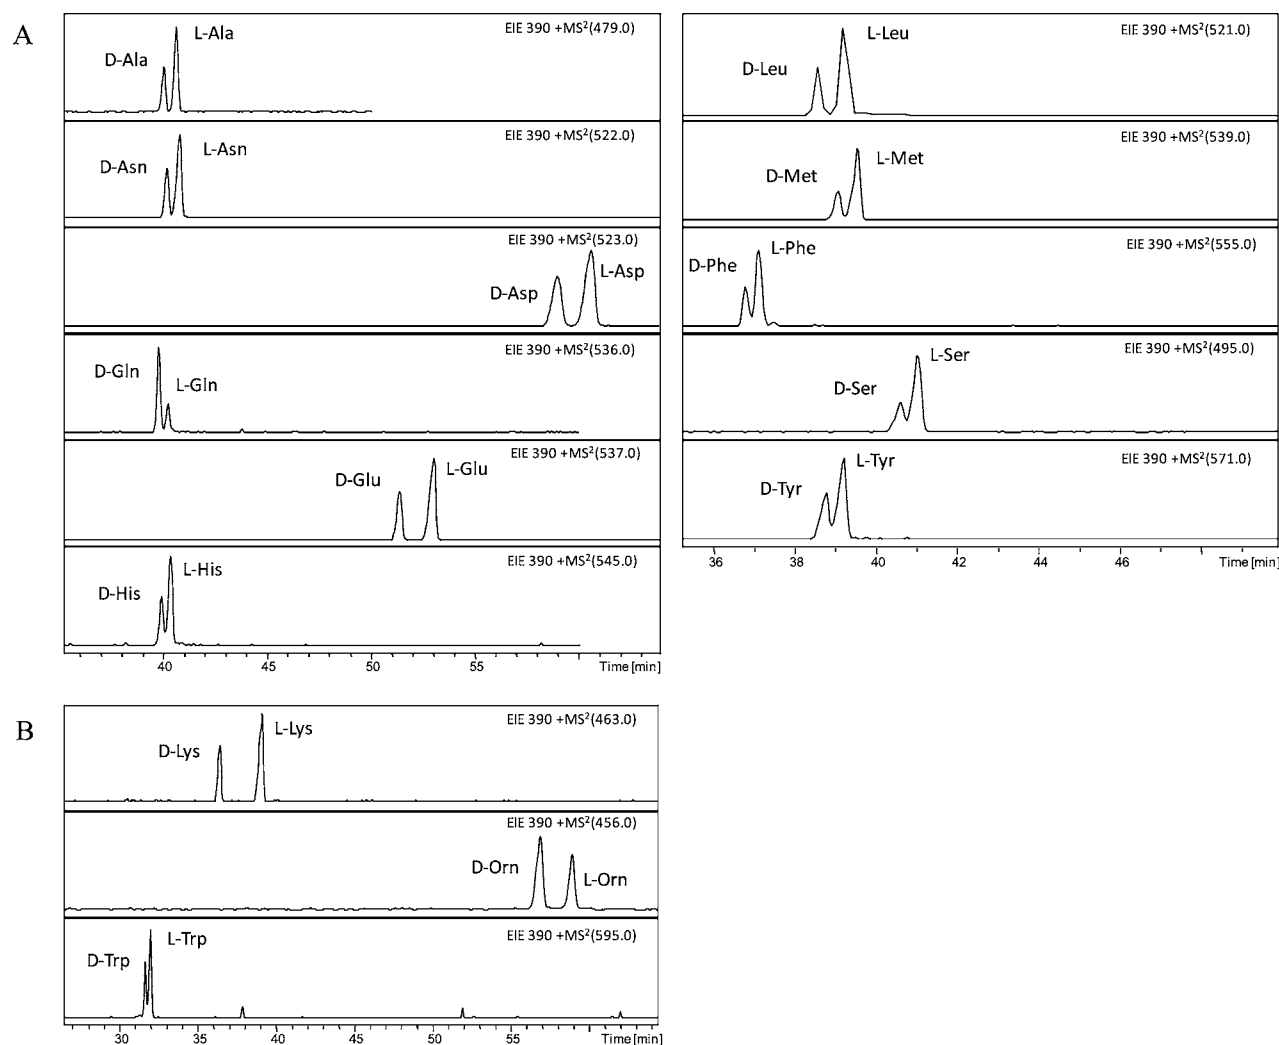 A
D-Ala
L-Ala
EIE 390 +MS²(479.0)
D-Asn
L-Asn
EIE 390 +MS²(522.0)
EIE 390 +MS²(523.0)
D-Asp
L-Asp
D-Gln
L-Gln
EIE 390 +MS²(536.0)
D-Glu
L-Glu
EIE 390 +MS²(537.0)
D-His
L-His
EIE 390 +MS²(545.0)
40 45 50 55 Time [min]
D-Leu
L-Leu
EIE 390 +MS²(521.0)
D-Met
L-Met
EIE 390 +MS²(539.0)
D-Phe
L-Phe
EIE 390 +MS²(555.0)
D-Ser
L-Ser
EIE 390 +MS²(495.0)
D-Tyr
L-Tyr
EIE 390 +MS²(571.0)
36 38 40 42 44 46 Time [min]
B
D-Lys
L-Lys
EIE 390 +MS²(463.0)
EIE 390 +MS²(456.0)
D-Orn
L-Orn
D-Trp
L-Trp
EIE 390 +MS²(595.0)
30 35 40 45 50 55 Time [min]